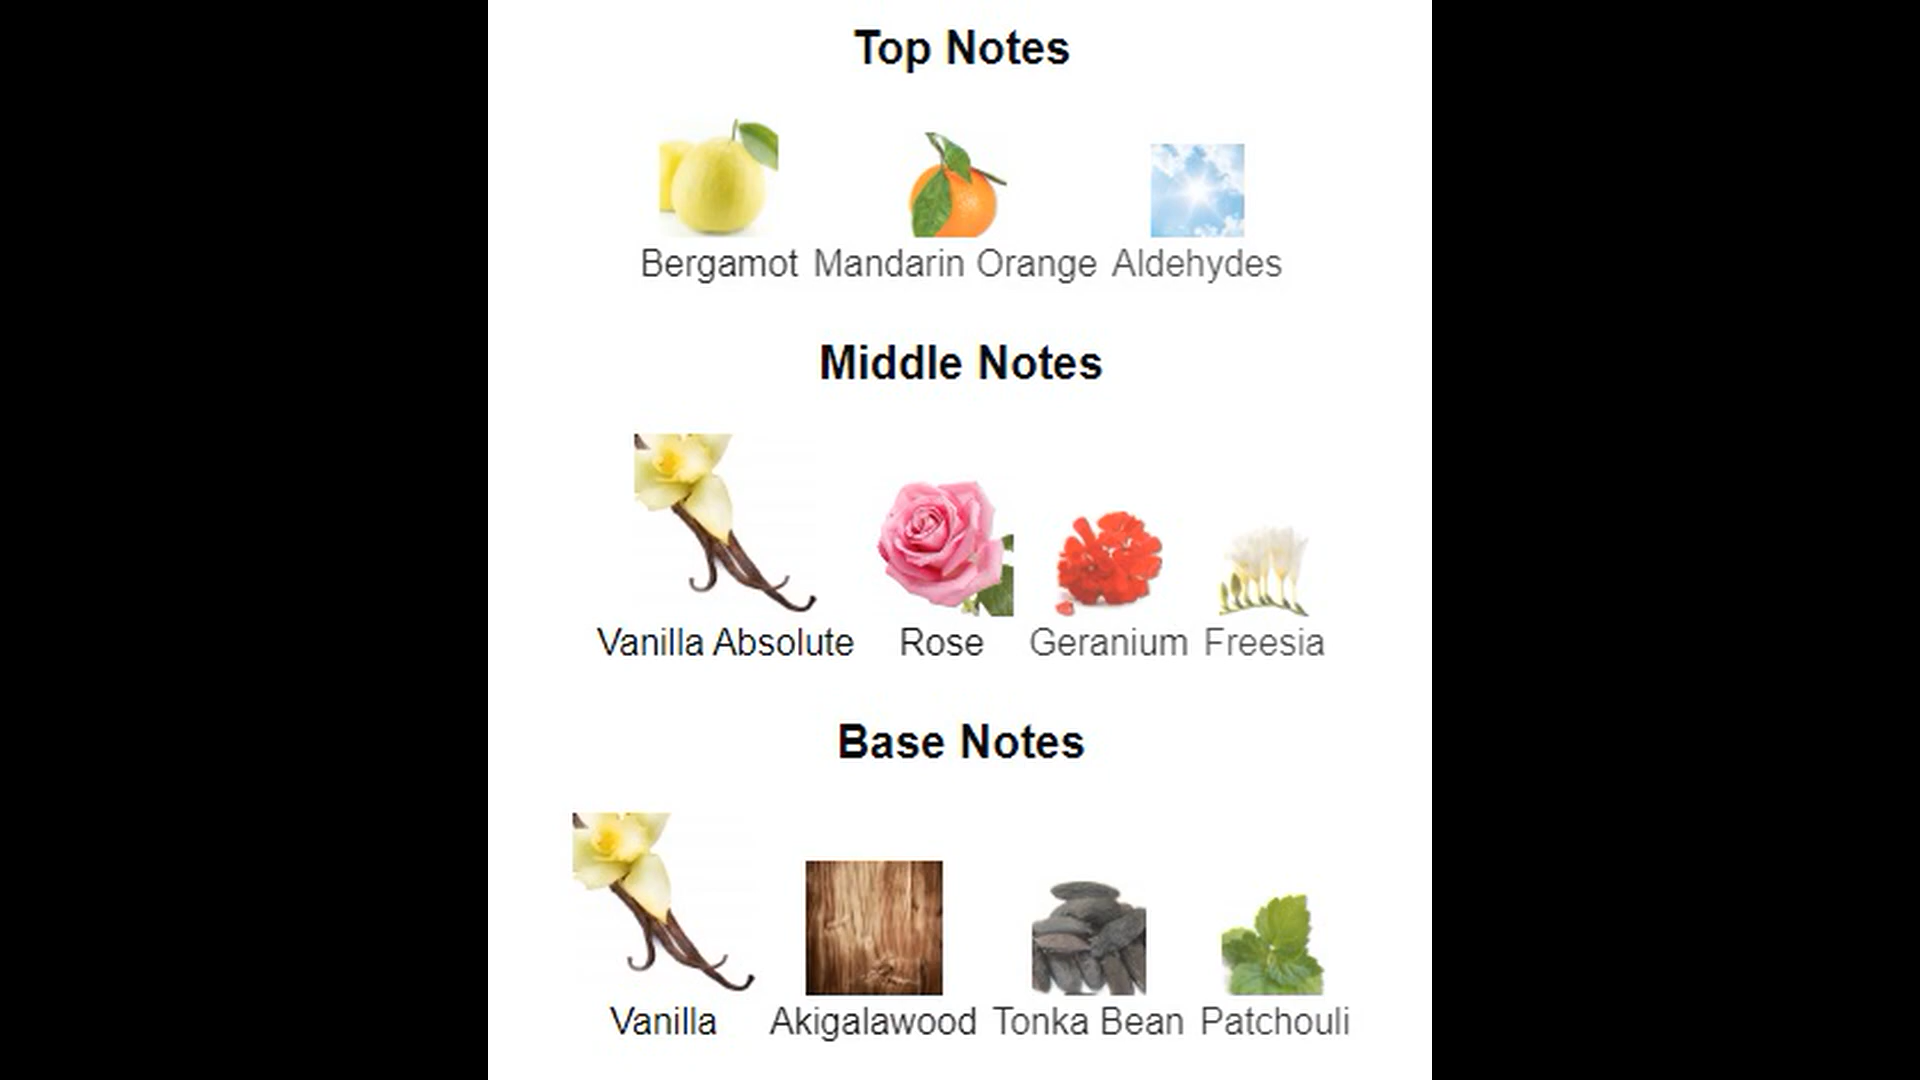 Top Notes
Bergamot Mandarin Orange Aldehydes
Middle Notes
Vanilla Absolute Rose Geranium Freesia
Base Notes
Vanilla Akigalawood Tonka Bean Patchouli